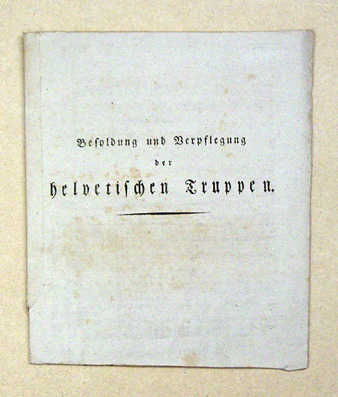 Beſoldung und Verpflegung
der
helvetiſchen Truppen.